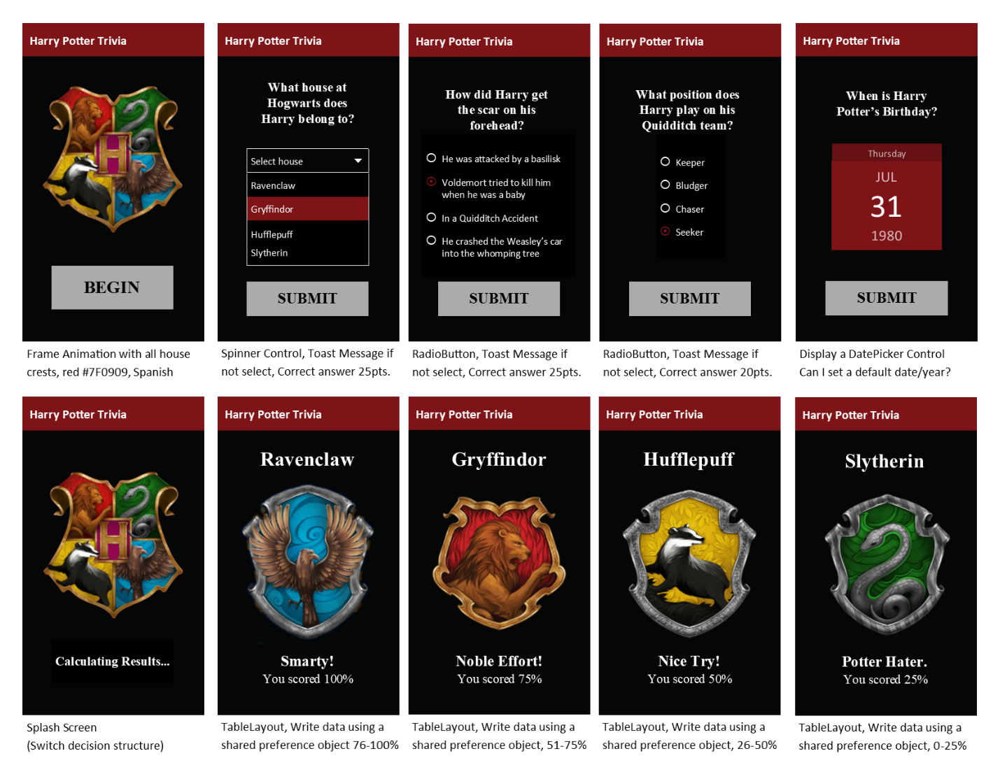 Harry Potter Trivia
BEGIN
Frame Animation with all house
crests, red #7F0909, Spanish
Harry Potter Trivia
What house at
Hogwarts does
Harry belong to?
Select house
Ravenclaw
Gryffindor
Hufflepuff
Slytherin
SUBMIT
Spinner Control, Toast Message if
not select, Correct answer 25pts.
Harry Potter Trivia
How did Harry get
the scar on his
forehead?
He was attacked by a basilisk
Voldemort tried to kill him
when he was a baby
In a Quidditch Accident
He crashed the Weasley's car
into the whomping tree
SUBMIT
RadioButton, Toast Message if
not select, Correct answer 25pts.
Harry Potter Trivia
What position does
Harry play on his
Quidditch team?
Keeper
Bludger
Chaser
Seeker
SUBMIT
RadioButton, Toast Message if
not select, Correct answer 20pts.
Harry Potter Trivia
When is Harry
Potter's Birthday?
Thursday
JUL
31
1980
SUBMIT
Display a DatePicker Control
Can I set a default date/year?
Harry Potter Trivia
H
Calculating Results...
Splash Screen
(Switch decision structure)
Harry Potter Trivia
Ravenclaw
Smarty!
You scored 100%
TableLayout, Write data using a
shared preference object 76-100%
Harry Potter Trivia
Gryffindor
Noble Effort!
You scored 75%
TableLayout, Write data using a
shared preference object, 51-75%
Harry Potter Trivia
Hufflepuff
Nice Try!
You scored 50%
TableLayout, Write data using a
shared preference object, 26-50%
Harry Potter Trivia
Slytherin
Potter Hater.
You scored 25%
TableLayout, Write data using a
shared preference object, 0-25%